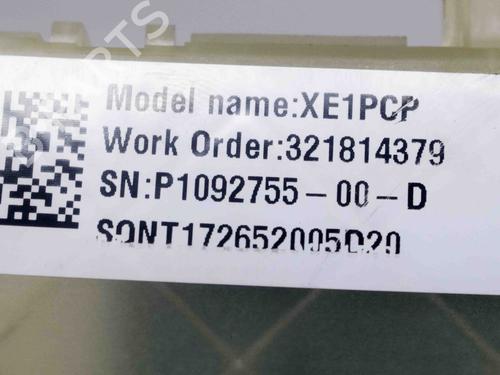 Model name:XE1PCP
Work Order:321814379
SN:P1092755-00-D
SQNT172652005D20